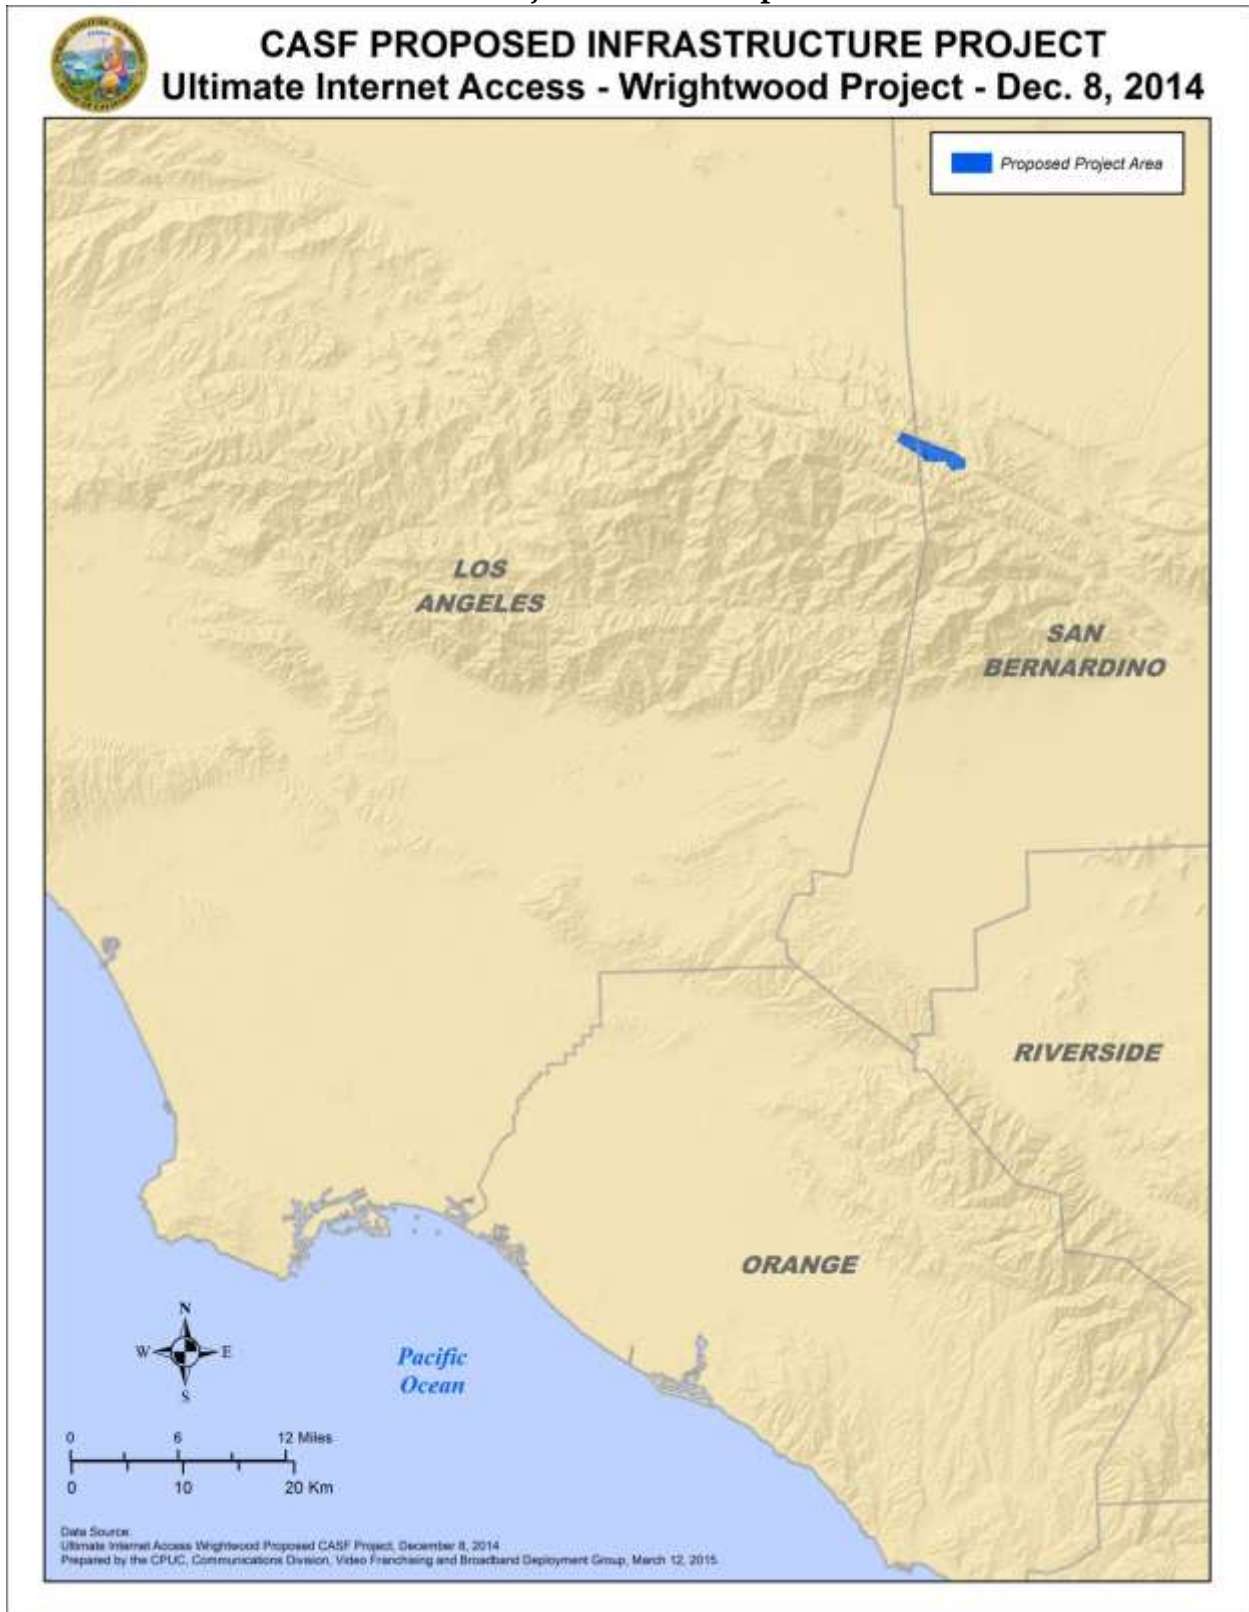 CASF PROPOSED INFRASTRUCTURE PROJECT
Ultimate Internet Access - Wrightwood Project - Dec. 8, 2014
Proposed Project Area
LOS
ANGELES
SAN
BERNARDINO
RIVERSIDE
ORANGE
N
W E
S
Pacific
Ocean
0 6 12 Miles
0 10 20 Km
Data Source:
Ultimate Internet Access Wrightwood Proposed CASF Project, December 8, 2014
Prepared by the CPUC, Communications Division, Video Franchising and Broadband Deployment Group, March 12, 2015